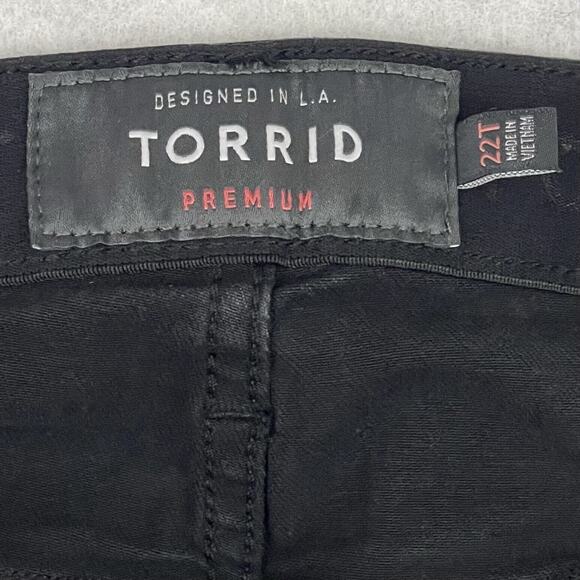 DESIGNED IN L.A.
TORRID
PREMIUM
22T
MADE IN
VIETNAM